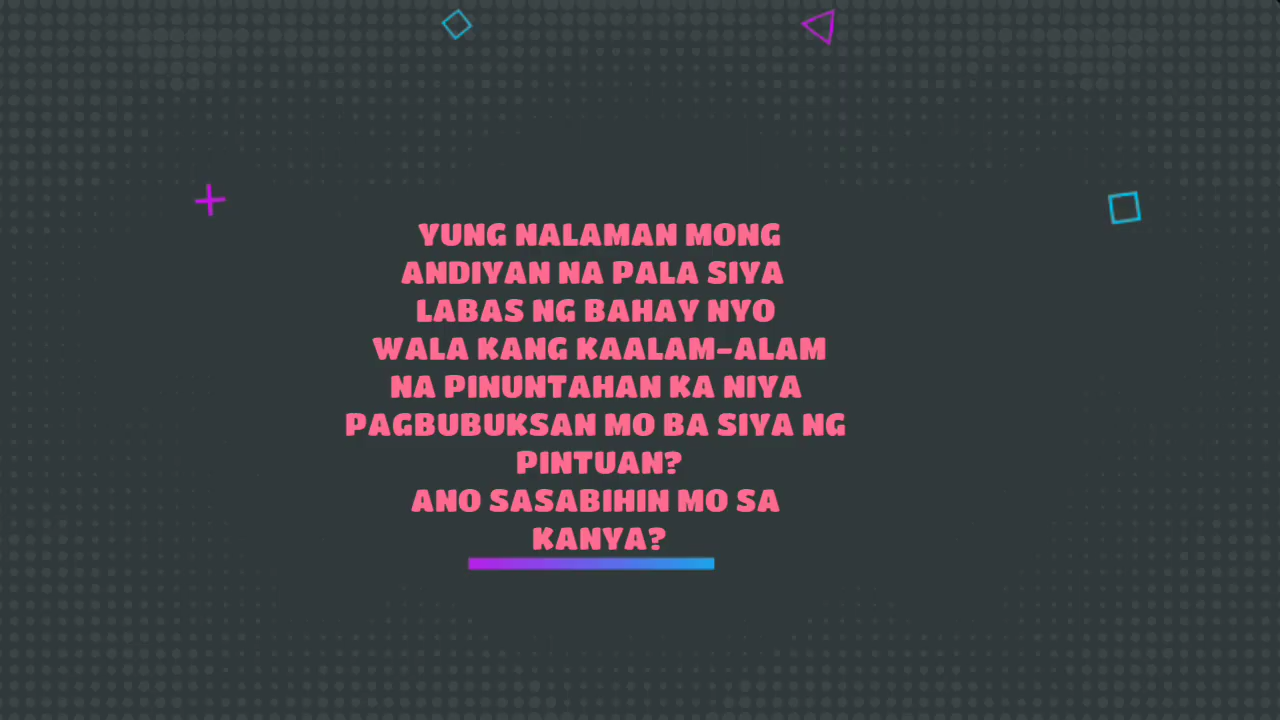 YUNG NALAMAN MONG
ANDIYAN NA PALA SIYA
LABAS NG BAHAY NYO
WALA KANG KAALAM-ALAM
NA PINUNTAHAN KA NIYA
PAGBUBUKSAN MO BA SIYA NG
PINTUAN?
ANO SASABIHIN MO SA
KANYA?